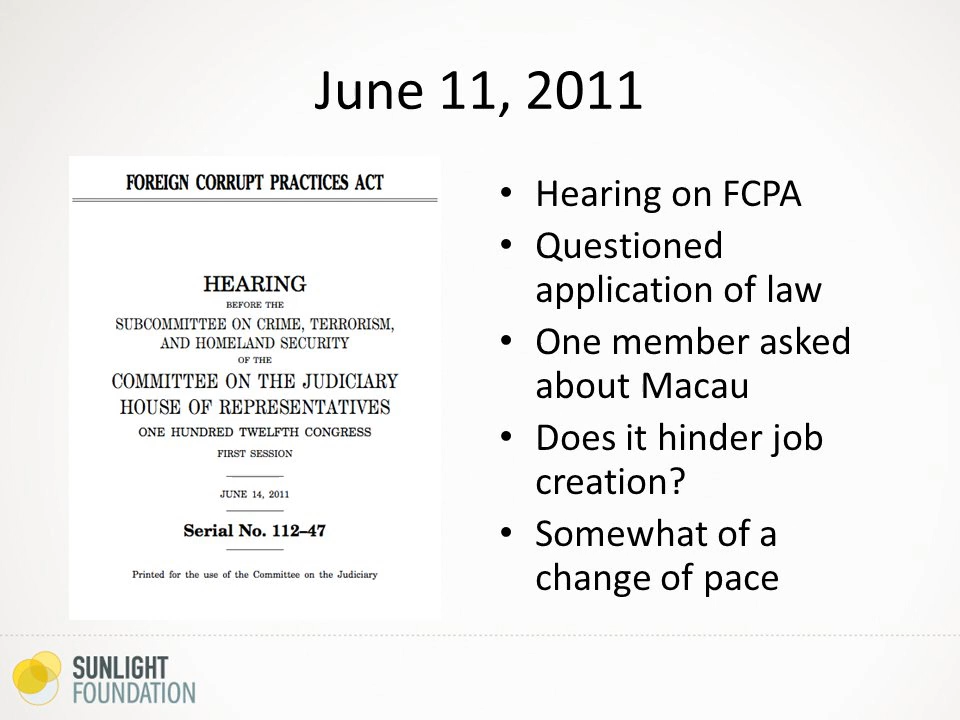 June 11, 2011
FOREIGN CORRUPT PRACTICES ACT
HEARING
BEFORE THE
SUBCOMMITTEE ON CRIME, TERRORISM,
AND HOMELAND SECURITY
OF THE
COMMITTEE ON THE JUDICIARY
HOUSE OF REPRESENTATIVES
ONE HUNDRED TWELFTH CONGRESS
FIRST SESSION
JUNE 14, 2011
Serial No. 112–47
Printed for the use of the Committee on the Judiciary
• Hearing on FCPA
• Questioned
application of law
• One member asked
about Macau
• Does it hinder job
creation?
• Somewhat of a
change of pace
SUNLIGHT
FOUNDATION